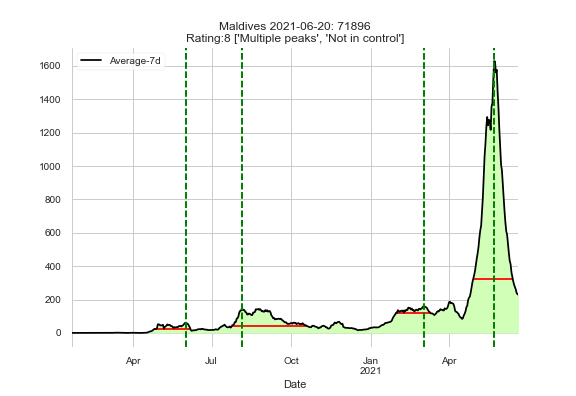 Maldives 2021-06-20: 71896
Rating:8 ['Multiple peaks', 'Not in control']
Average-7d
1600
1400
1200
1000
800
600
400
200
0
Apr
Jul
Oct
Jan
2021
Apr
Date